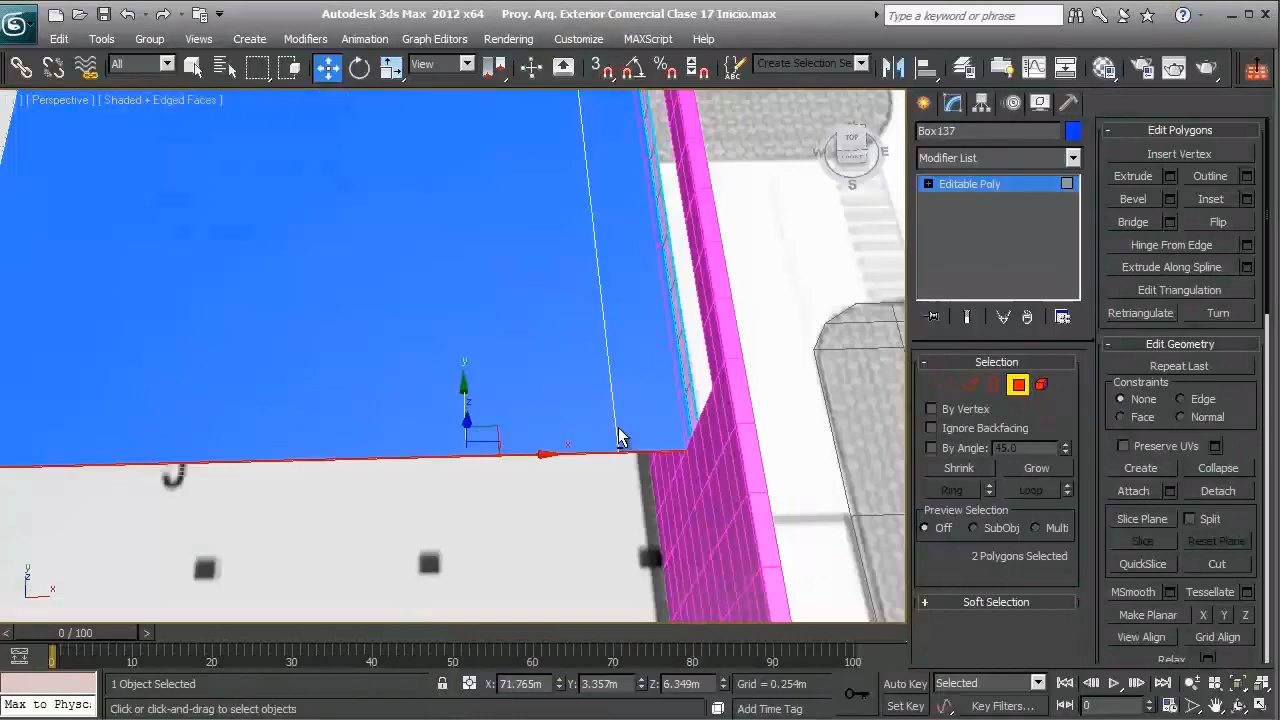 Autodesk 3ds Max 2012 x64 Proy. Arq. Exterior Comercial Clase 17 Inicio.max
Type a keyword or phrase
Edit Tools Group Views Create Modifiers Animation Graph Editors Rendering Customize MAXScript Help
All View Create Selection Se
[ Perspective ] [ Shaded + Edged Faces ]
TOP
FRONT
W E
S
y
z
x
y
z
x
Box137
Modifier List
Editable Poly
Selection
By Vertex
Ignore Backfacing
By Angle: 45.0
Shrink Grow
Ring Loop
Preview Selection
Off SubObj Multi
2 Polygons Selected
Soft Selection
Edit Polygons
Insert Vertex
Extrude Outline
Bevel Inset
Bridge Flip
Hinge From Edge
Extrude Along Spline
Edit Triangulation
Retriangulate Turn
Edit Geometry
Repeat Last
Constraints
None Edge
Face Normal
Preserve UVs
Create Collapse
Attach Detach
Slice Plane Split
Slice Reset Plane
QuickSlice Cut
MSmooth Tessellate
Make Planar X Y Z
View Align Grid Align
Relax
< 0 / 100 >
0 10 20 30 40 50 60 70 80 90 100
1 Object Selected X: 71.765m Y: 3.357m Z: 6.349m Grid = 0.254m Auto Key Selected
Max to Physc: Click or click-and-drag to select objects Add Time Tag Set Key Key Filters... 0